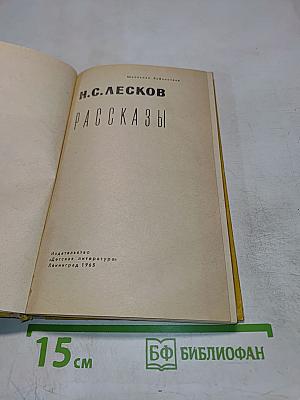 Школьная библиотека
Н.С.ЛЕСКОВ
РАССКАЗЫ
Издательство
«Детская литература»
Ленинград 1965
15 см
БФ БИБЛИОФАН